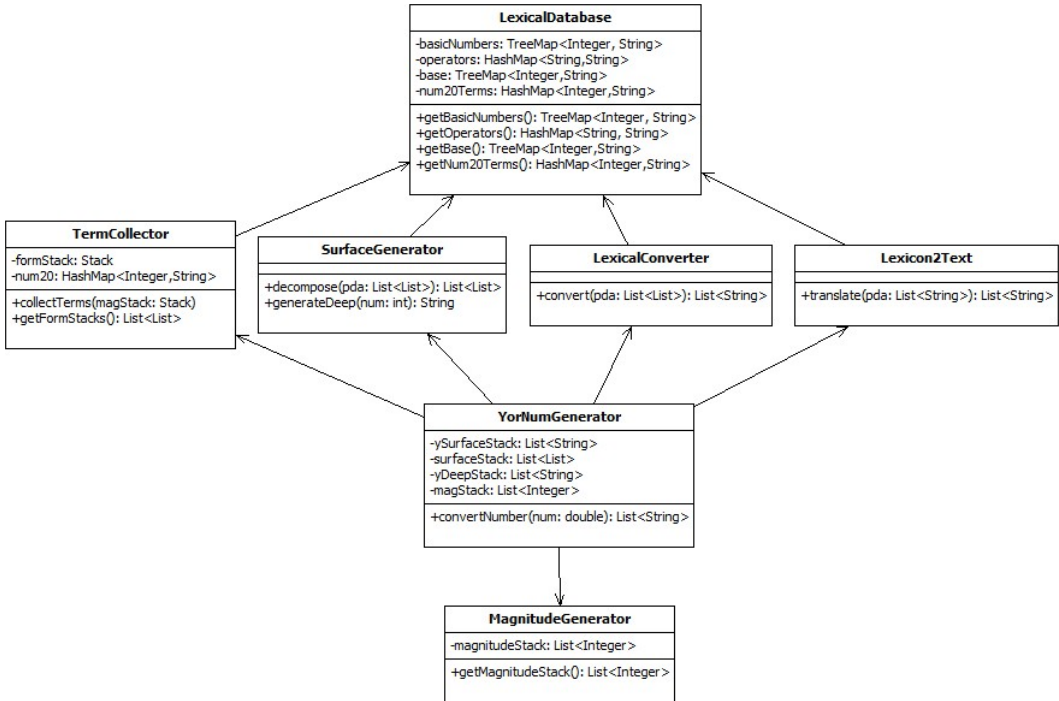 LexicalDatabase
-basicNumbers: TreeMap<Integer, String>
-operators: HashMap<String,String>
-base: TreeMap<Integer,String>
-num20Terms: HashMap<Integer,String>
+getBasicNumbers(): TreeMap<Integer, String>
+getOperators(): HashMap<String, String>
+getBase(): TreeMap<Integer,String>
+getNum20Terms(): HashMap<Integer,String>
TermCollector
-formStack: Stack
-num20: HashMap<Integer,String>
+collectTerms(magStack: Stack)
+getFormStacks(): List<List>
SurfaceGenerator
+decompose(pda: List<List>): List<List>
+generateDeep(num: int): String
LexicalConverter
+convert(pda: List<List>): List<String>
Lexicon2Text
+translate(pda: List<String>): List<String>
YorNumGenerator
-ySurfaceStack: List<String>
-surfaceStack: List<List>
-yDeepStack: List<String>
-magStack: List<Integer>
+convertNumber(num: double): List<String>
MagnitudeGenerator
-magnitudeStack: List<Integer>
+getMagnitudeStack(): List<Integer>